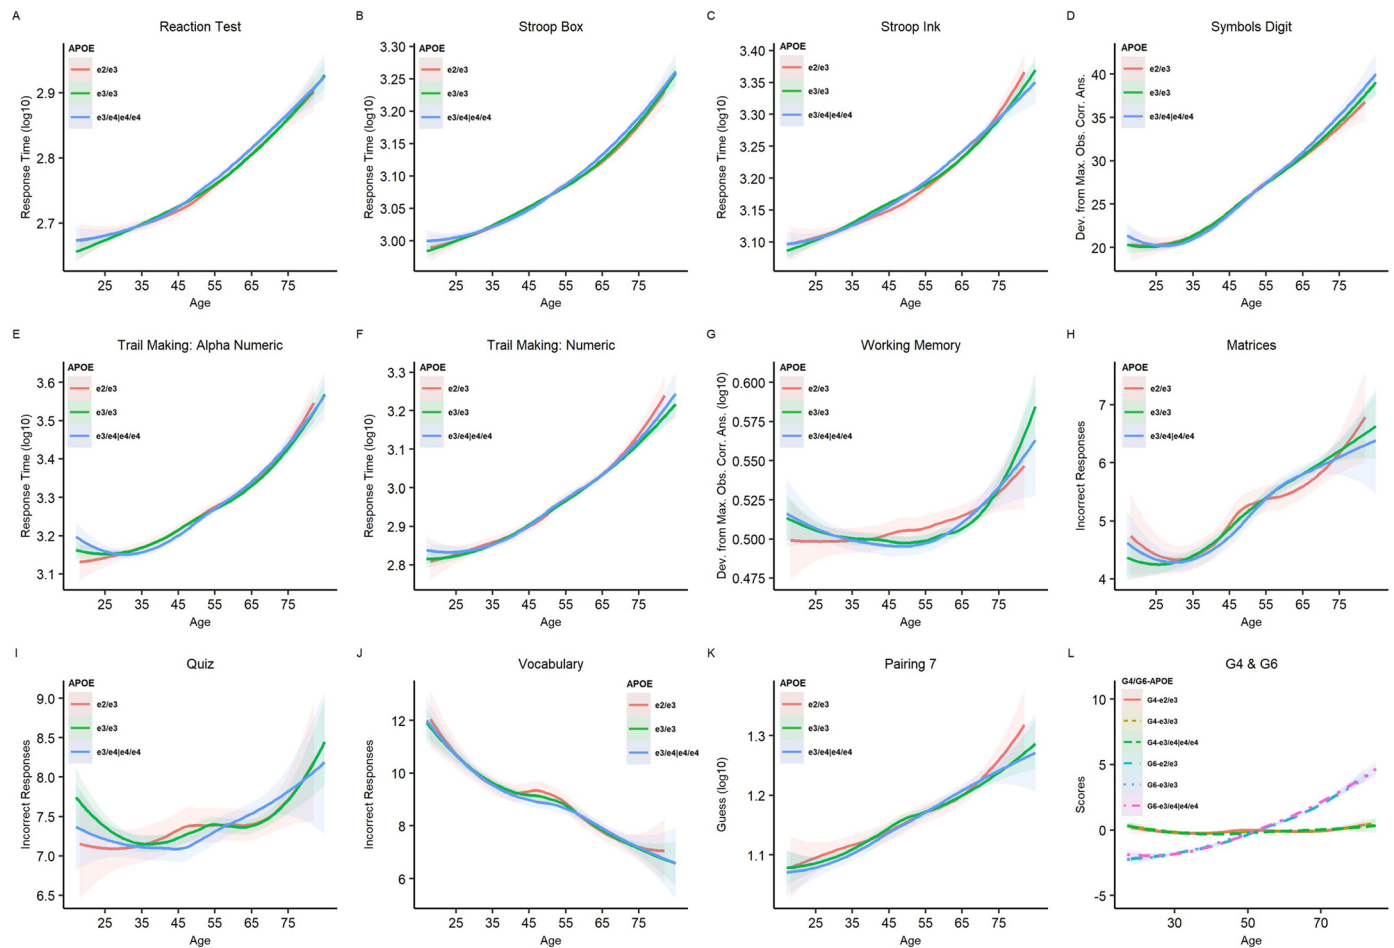 A
Reaction Test
Response Time (log10)
2.9
2.8
2.7
APOE
e2/e3
e3/e3
e3/e4|e4/e4
25 35 45 55 65 75
Age
B
Stroop Box
Response Time (log10)
3.30
3.25
3.20
3.15
3.10
3.05
3.00
APOE
e2/e3
e3/e3
e3/e4|e4/e4
25 35 45 55 65 75
Age
C
Stroop Ink
Response Time (log10)
3.40
3.35
3.30
3.25
3.20
3.15
3.10
APOE
e2/e3
e3/e3
e3/e4|e4/e4
25 35 45 55 65 75
Age
D
Symbols Digit
Dev. from Max. Obs. Corr. Ans.
40
35
30
25
20
APOE
e2/e3
e3/e3
e3/e4|e4/e4
25 35 45 55 65 75
Age
E
Trail Making: Alpha Numeric
Response Time (log10)
3.6
3.5
3.4
3.3
3.2
3.1
APOE
e2/e3
e3/e3
e3/e4|e4/e4
25 35 45 55 65 75
Age
F
Trail Making: Numeric
Response Time (log10)
3.3
3.2
3.1
3.0
2.9
2.8
APOE
e2/e3
e3/e3
e3/e4|e4/e4
25 35 45 55 65 75
Age
G
Working Memory
Dev. from Max. Obs. Corr. Ans. (log10)
0.600
0.575
0.550
0.525
0.500
0.475
APOE
e2/e3
e3/e3
e3/e4|e4/e4
25 35 45 55 65 75
Age
H
Matrices
Incorrect Responses
7
6
5
4
APOE
e2/e3
e3/e3
e3/e4|e4/e4
25 35 45 55 65 75
Age
I
Quiz
Incorrect Responses
9.0
8.5
8.0
7.5
7.0
6.5
APOE
e2/e3
e3/e3
e3/e4|e4/e4
25 35 45 55 65 75
Age
J
Vocabulary
Incorrect Responses
12
10
8
6
APOE
e2/e3
e3/e3
e3/e4|e4/e4
25 35 45 55 65 75
Age
K
Pairing 7
Guess (log10)
1.3
1.2
1.1
APOE
e2/e3
e3/e3
e3/e4|e4/e4
25 35 45 55 65 75
Age
L
G4 & G6
Scores
10
5
0
-5
G4/G6-APOE
G4-e2/e3
G4-e3/e3
G4-e3/e4|e4/e4
G6-e2/e3
G6-e3/e3
G6-e3/e4|e4/e4
30 50 70
Age